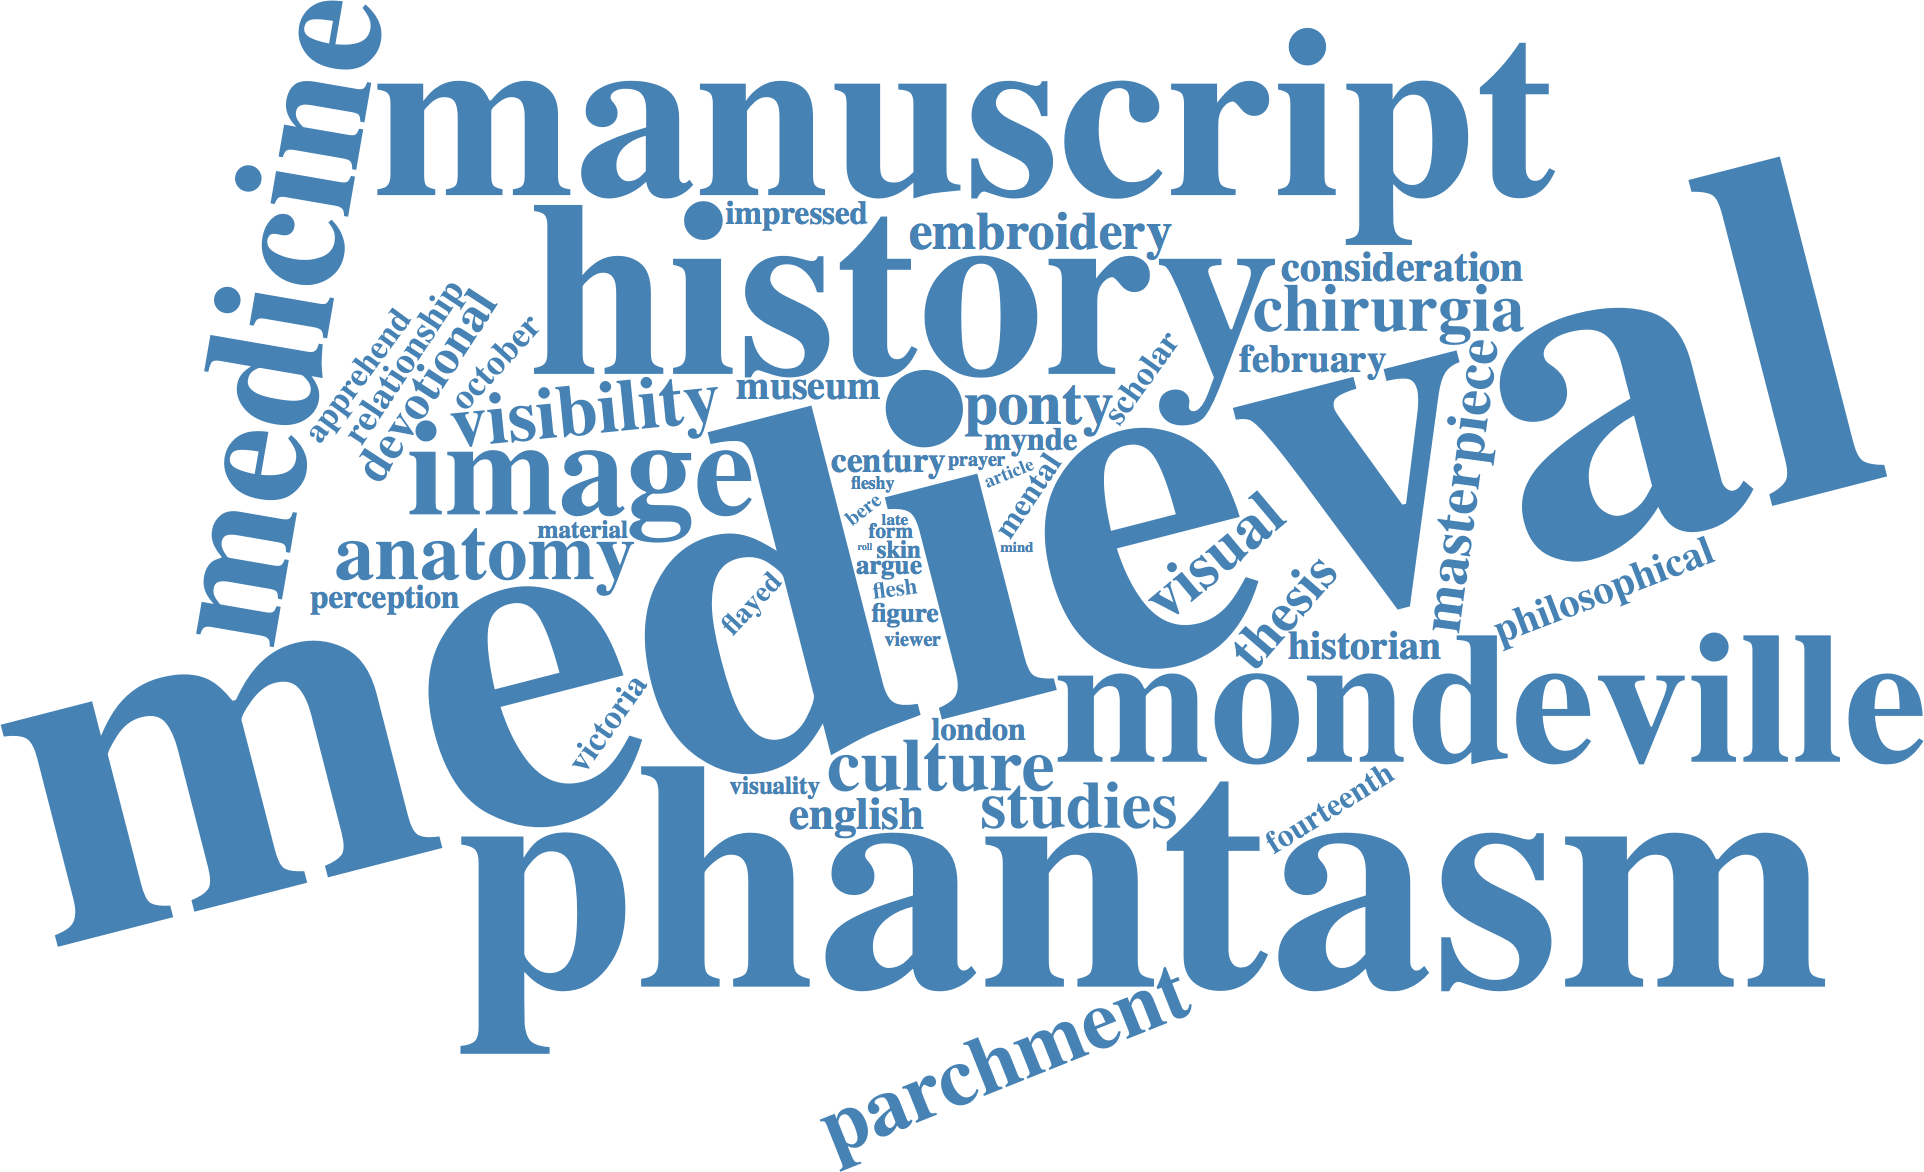 medicine
manuscript
impressed
history
embroidery
consideration
chirurgia
apprehend
relationship
devotional
october
visibility
museum
ponty
scholar
february
medieval
image
century
prayer
mynde
article
mental
masterpiece
fleshy
bere
late
material
form
roll
skin
mind
visual
anatomy
argue
perception
flayed
flesh
figure
viewer
thesis
historian
philosophical
victoria
mondeville
london
culture
visuality
english
studies
fourteenth
phantasm
parchment